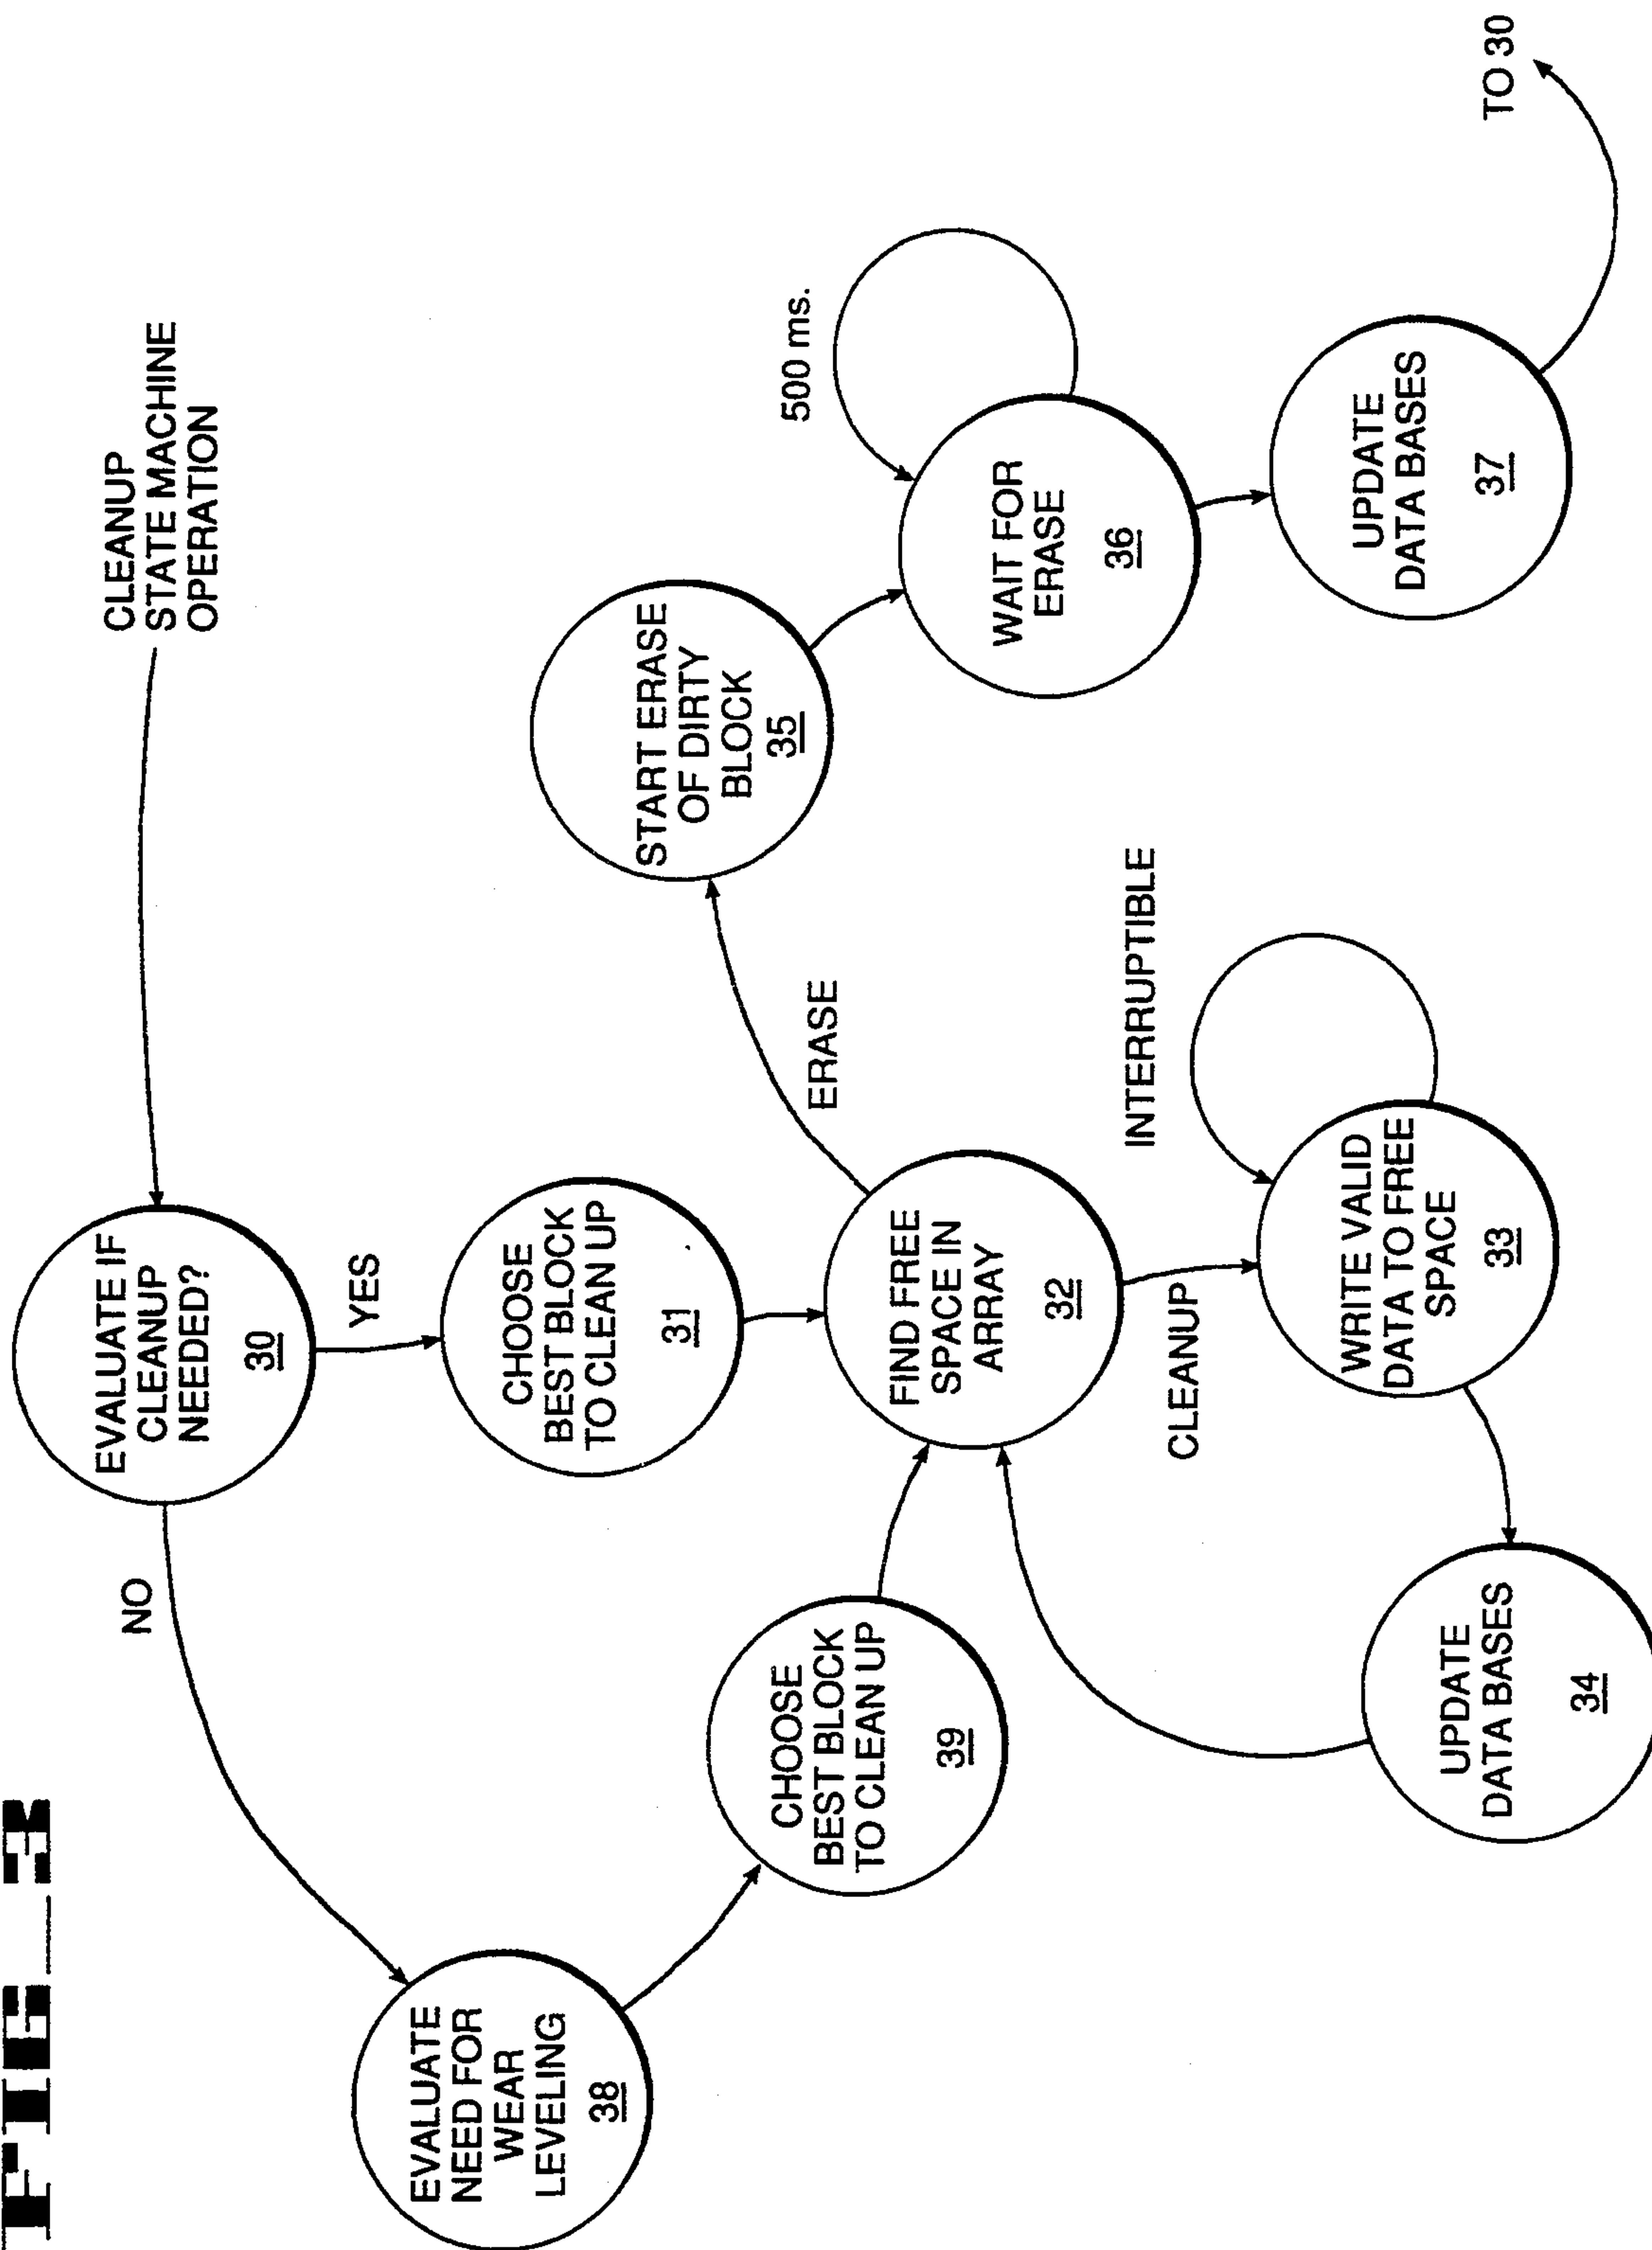 FIG_3
CLEANUP
STATE MACHINE
OPERATION
EVALUATE IF
CLEANUP
NEEDED?
30
NO
YES
EVALUATE
NEED FOR
WEAR
LEVELING
38
CHOOSE
BEST BLOCK
TO CLEAN UP
31
START ERASE
OF DIRTY
BLOCK
35
500 ms.
CHOOSE
BEST BLOCK
TO CLEAN UP
39
FIND FREE
SPACE IN
ARRAY
32
ERASE
WAIT FOR
ERASE
36
CLEANUP
INTERRUPTIBLE
WRITE VALID
DATA TO FREE
SPACE
33
UPDATE
DATA BASES
37
UPDATE
DATA BASES
34
TO 30